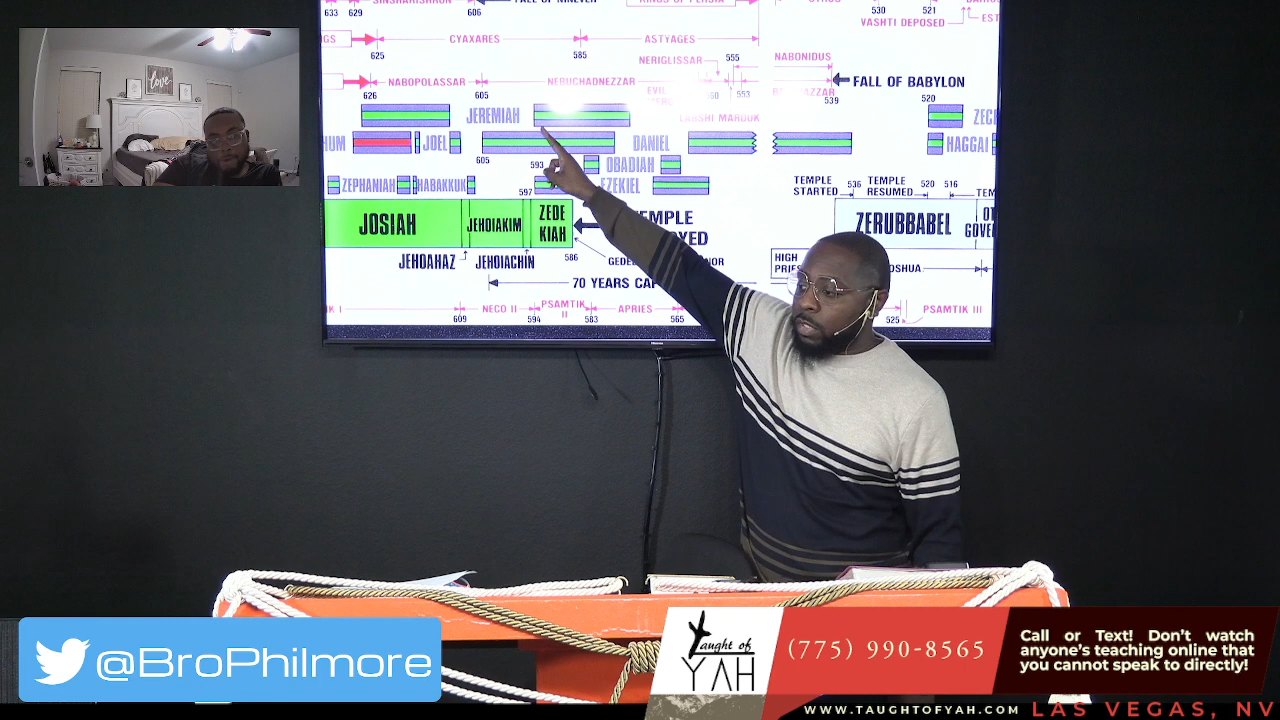 633 629
606
FALL OF NINEVEH
KINGS OF PERSIA
530 521
VASHTI DEPOSED
GS
CYAXARES
ASTYAGES
625
585
NERIGLISSAR
555
NABONIDUS
NABOPOLASSAR
NEBUCHADNEZZAR
FALL OF BABYLON
626
605
EVIL
553
539
520
JEREMIAH
HUM
JOEL
DANIEL
HAGGAI
605
593
OBADIAH
ZEPHANIAH
HABAKKUK
EZEKIEL
597
TEMPLE STARTED
536
TEMPLE RESUMED
520
516
JOSIAH
JEHOIAKIM
ZEDE
KIAH
TEMPLE
ZERUBBABEL
586
JEHDAHAZ
JEHOIACHIN
HIGH
70 YEARS
NECO II
PSAMTIK
II
APRIES
PSAMTIK III
609
594
583
565
525
love
@BroPhilmore
taught of
YAH
(775) 990-8565
Call or Text! Don't watch
anyone's teaching online that
you cannot speak to directly!
WWW.TAUGHTOFYAH.COM
LAS VEGAS, NV